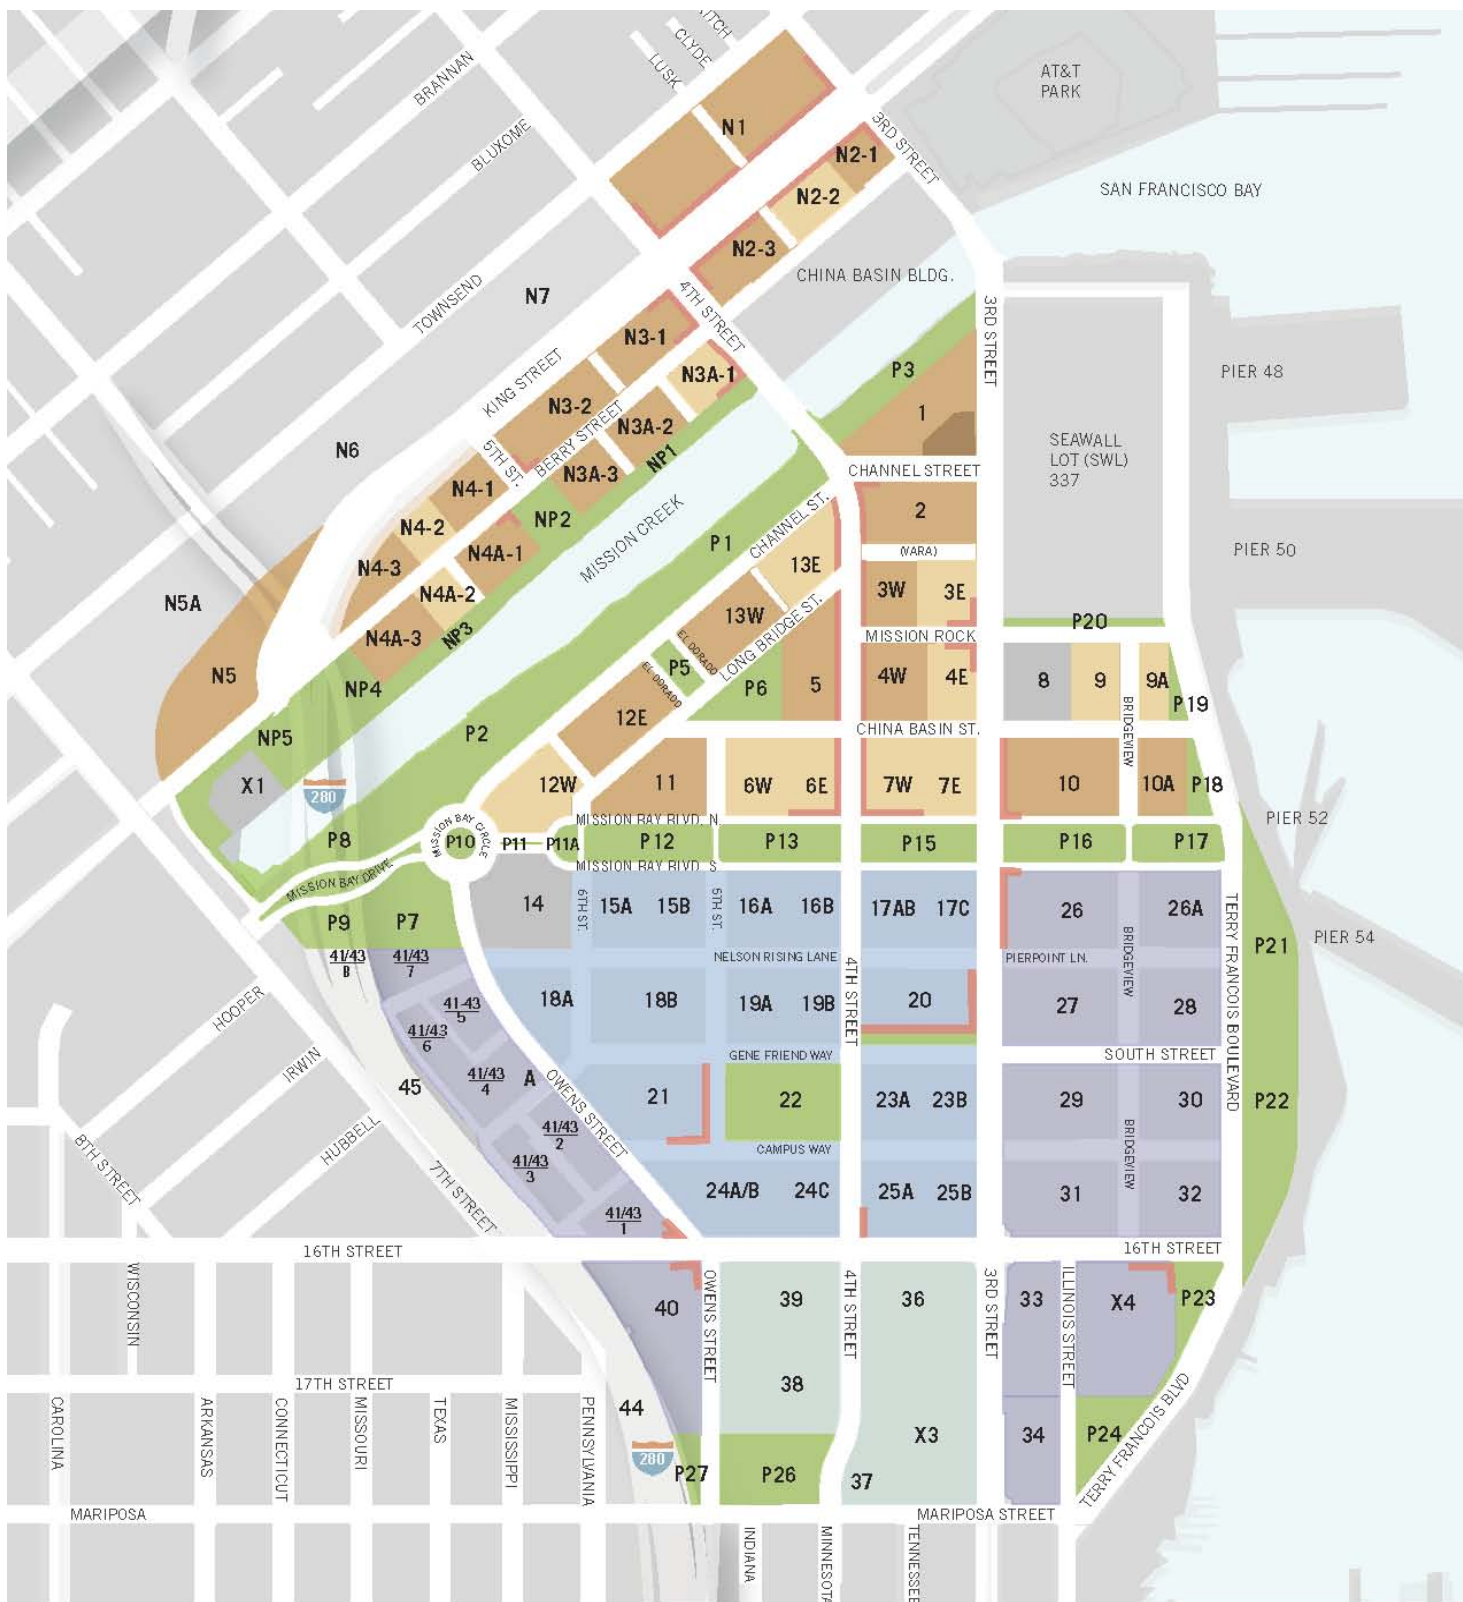 ITCH
CLYDE
LUSK
BRANNAN
BLUXOME
TOWNSEND
AT&T
PARK
3RD STREET
SAN FRANCISCO BAY
N1
N2-1
N2-2
N2-3
CHINA BASIN BLDG.
4TH STREET
N7
N3-1
N3A-1
KING STREET
N3-2
BERRY STREET
N3A-2
N3A-3
NP1
5TH ST.
N6
3RD STREET
P3
1
PIER 48
SEAWALL
LOT (SWL)
337
CHANNEL STREET
N4-1
N4-2
N4-3
NP2
N4A-1
N4A-2
N4A-3
NP3
MISSION CREEK
P1
CHANNEL ST.
2
(VARA)
PIER 50
13E
13W
LONG BRIDGE ST.
3W
3E
N5A
N5
NP4
NP5
P20
MISSION ROCK
EL DORADO
P5
EL DORADO
P6
5
4W
4E
8
9
9A
P19
BRIDGEVIEW
12E
P2
CHINA BASIN ST.
X1
280
12W
11
6W
6E
7W
7E
10
10A
P18
PIER 52
MISSION BAY BLVD. N
P8
MISSION BAY CIRCLE
P10
P11
P11A
P12
P13
P15
P16
P17
MISSION BAY BLVD. S
MISSION BAY DRIVE
P9
P7
14
6TH ST.
15A
15B
5TH ST.
16A
16B
17AB
17C
26
26A
BRIDGEVIEW
TERRY FRANCOIS BOULEVARD
PIER 54
P21
41/43
B
41/43
7
NELSON RISING LANE
PIERPOINT LN.
4TH STREET
HOOPER
41-43
5
41/43
6
18A
18B
19A
19B
20
27
28
IRWIN
GENE FRIEND WAY
SOUTH STREET
45
41/43
4
A
OWENS STREET
21
22
23A
23B
29
30
BRIDGEVIEW
P22
HUBBELL
8TH STREET
7TH STREET
41/43
2
41/43
3
CAMPUS WAY
41/43
1
24A/B
24C
25A
25B
31
32
16TH STREET
16TH STREET
WISCONSIN
40
OWENS STREET
39
4TH STREET
36
3RD STREET
33
ILLINOIS STREET
X4
P23
17TH STREET
38
CAROLINA
ARKANSAS
CONNECTICUT
MISSOURI
TEXAS
MISSISSIPPI
PENNSYLVANIA
44
280
P27
P26
X3
37
34
P24
TERRY FRANCOIS BLVD
MARIPOSA
MARIPOSA STREET
INDIANA
MINNESOTA
TENNESSEE